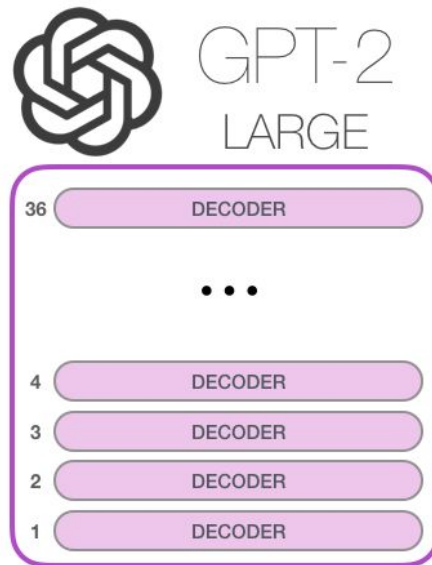 GPT-2
LARGE
36 DECODER
...
4 DECODER
3 DECODER
2 DECODER
1 DECODER